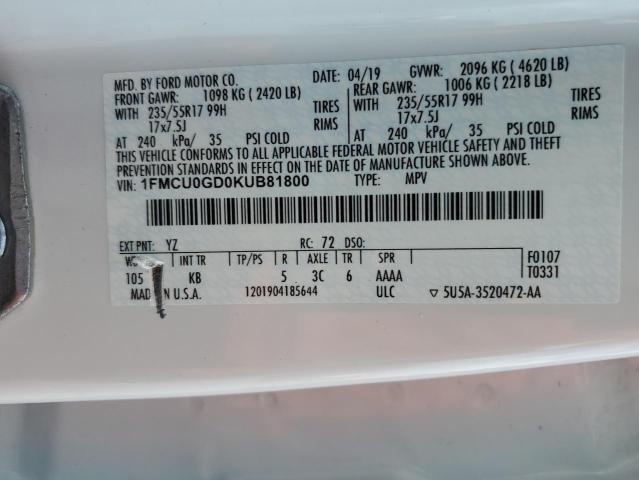 MFD. BY FORD MOTOR CO. DATE: 04/19 GVWR: 2096 KG ( 4620 LB)
FRONT GAWR: 1098 KG ( 2420 LB) REAR GAWR: 1006 KG ( 2218 LB)
WITH 235/55R17 99H TIRES WITH 235/55R17 99H TIRES
17x7.5J RIMS 17x7.5J RIMS
AT 240 kPa/ 35 PSI COLD AT 240 kPa/ 35 PSI COLD
THIS VEHICLE CONFORMS TO ALL APPLICABLE FEDERAL MOTOR VEHICLE SAFETY AND THEFT
PREVENTION STANDARDS IN EFFECT ON THE DATE OF MANUFACTURE SHOWN ABOVE.
VIN: 1FMCU0GD0KUB81800 TYPE: MPV
EXT PNT: YZ RC: 72 DSO: F0107
INT TR TP/PS R AXLE TR SPR T0331
105 KB 5 3C 6 AAAA
MADE IN U.S.A. 1201904185644 ULC ▽ 5U5A-3520472-AA